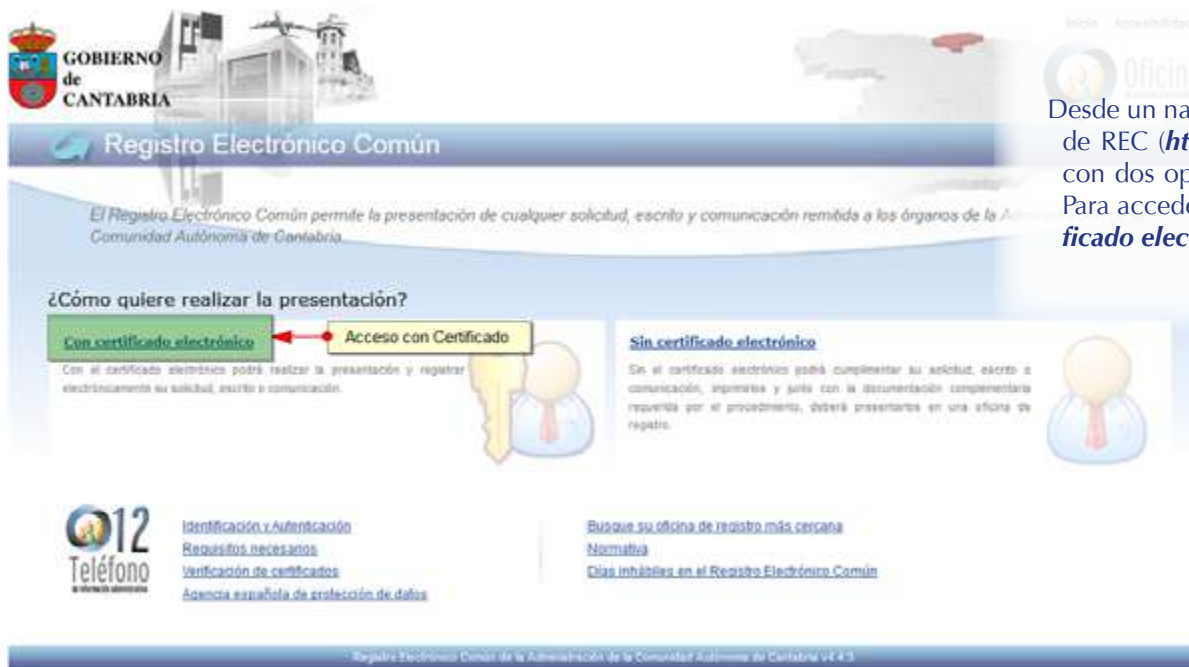 GOBIERNO
de
CANTABRIA
Inicio Accesibilidad
Oficin
Registro Electrónico Común
Desde un na
de REC (ht
con dos op
Para accede
ficado elec
El Registro Electrónico Común permite la presentación de cualquier solicitud, escrito y comunicación remitida a los órganos de la
Comunidad Autónoma de Cantabria
¿Cómo quiere realizar la presentación?
Con certificado electrónico
Acceso con Certificado
Con el certificado electrónico podrá realizar la presentación y registrar
electrónicamente su solicitud, escrito o comunicación.
Sin certificado electrónico
Sin el certificado electrónico podrá cumplimentar su solicitud, escrito o
comunicación, imprimirlos y junto con la documentación complementaria
requerida por el procedimiento, deberá presentarlos en una oficina de
registro.
012
Teléfono
de información administrativa
Identificación y Autenticación
Requisitos necesarios
Verificación de certificados
Agencia española de protección de datos
Busque su oficina de registro más cercana
Normativa
Días inhábiles en el Registro Electrónico Común
Registro Electrónico Común de la Administración de la Comunidad Autónoma de Cantabria